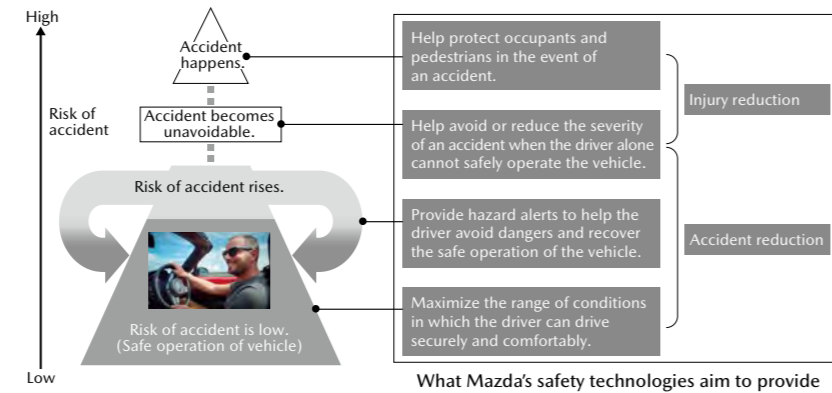 High
Risk of
accident
Low
Accident
happens.
Accident becomes
unavoidable.
Risk of accident rises.
Risk of accident is low.
(Safe operation of vehicle)
Help protect occupants and
pedestrians in the event of
an accident.
Help avoid or reduce the severity
of an accident when the driver alone
cannot safely operate the vehicle.
Provide hazard alerts to help the
driver avoid dangers and recover
the safe operation of the vehicle.
Maximize the range of conditions
in which the driver can drive
securely and comfortably.
Injury reduction
Accident reduction
What Mazda's safety technologies aim to provide